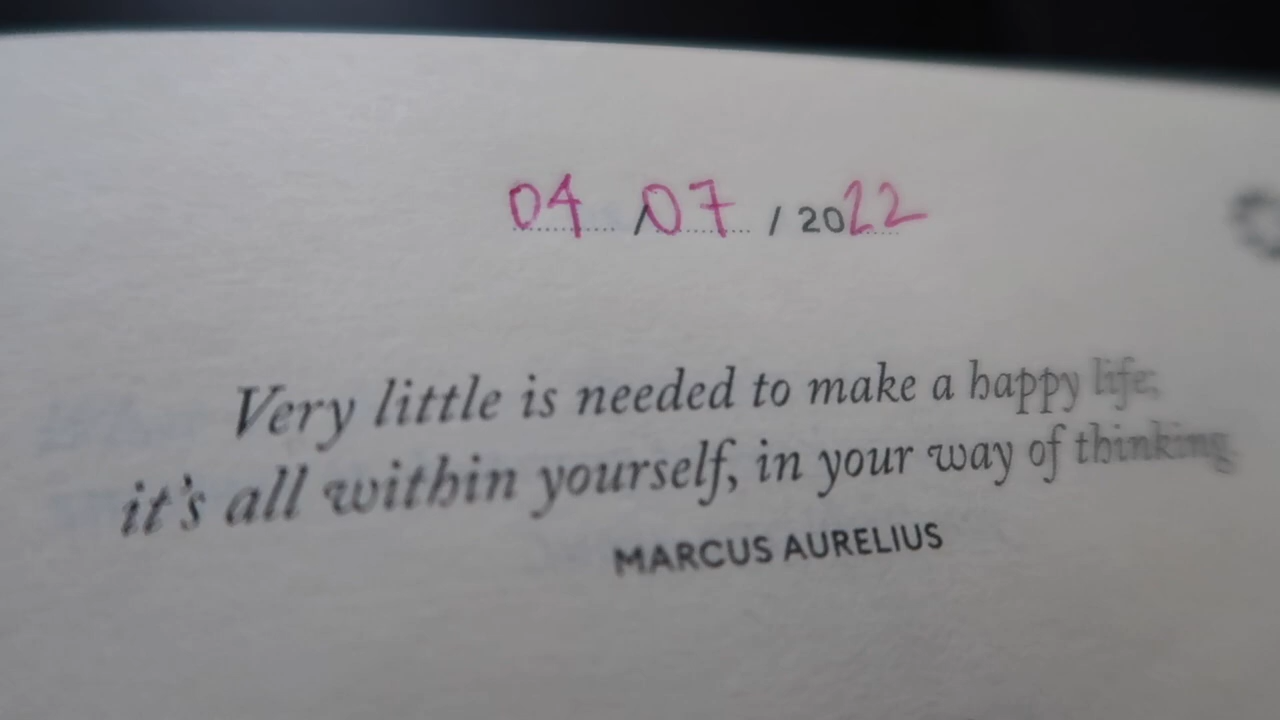 04/07/2022
Very little is needed to make a happy life;
it's all within yourself, in your way of thinking.
MARCUS AURELIUS